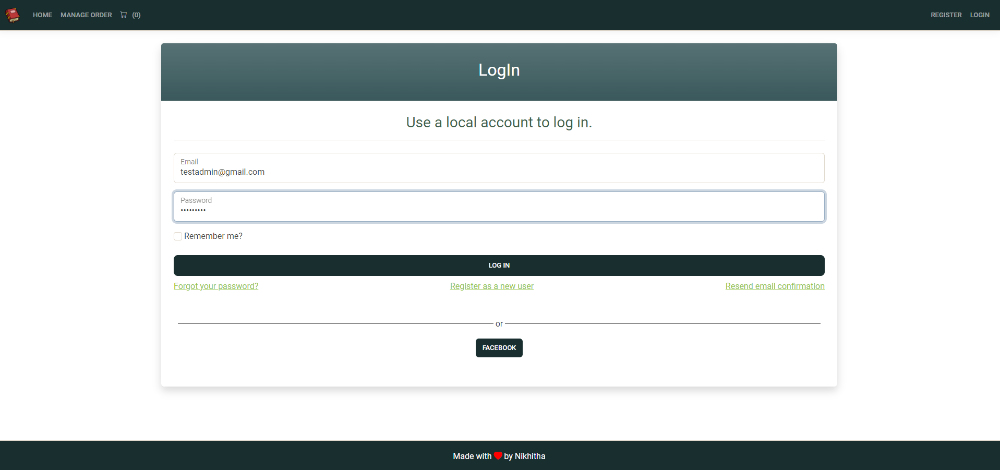 HOME MANAGE ORDER (0) REGISTER LOGIN
LogIn
Use a local account to log in.
Email
testadmin@gmail.com
Password
•••••••••
Remember me?
LOG IN
Forgot your password? Register as a new user Resend email confirmation
or
FACEBOOK
Made with ❤ by Nikhitha